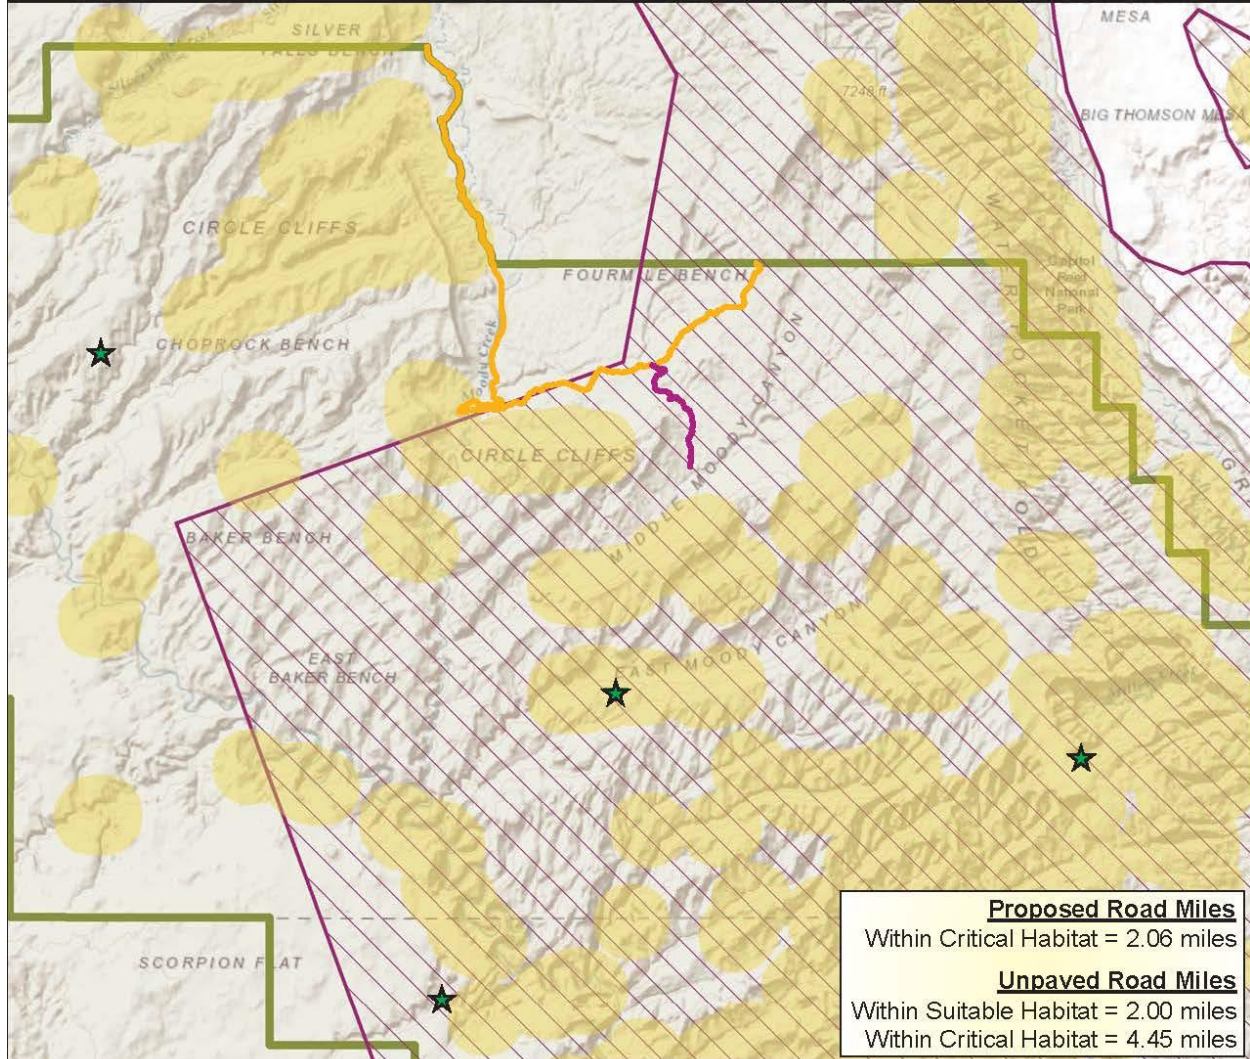 SILVER
FALLS BENCH
MESA
7248 ft
BIG THOMSON MESA
CIRCLE CLIFFS
WATERPOCKET FOLD
Capitol
Reef
National
Park
FOURMILE BENCH
CHOPROCK BENCH
Moody Creek
MIDDLE MOODY CANYON
CIRCLE CLIFFS
BAKER BENCH
EAST MOODY CANYON
EAST
BAKER BENCH
SCORPION FLAT
Proposed Road Miles
Within Critical Habitat = 2.06 miles
Unpaved Road Miles
Within Suitable Habitat = 2.00 miles
Within Critical Habitat = 4.45 miles